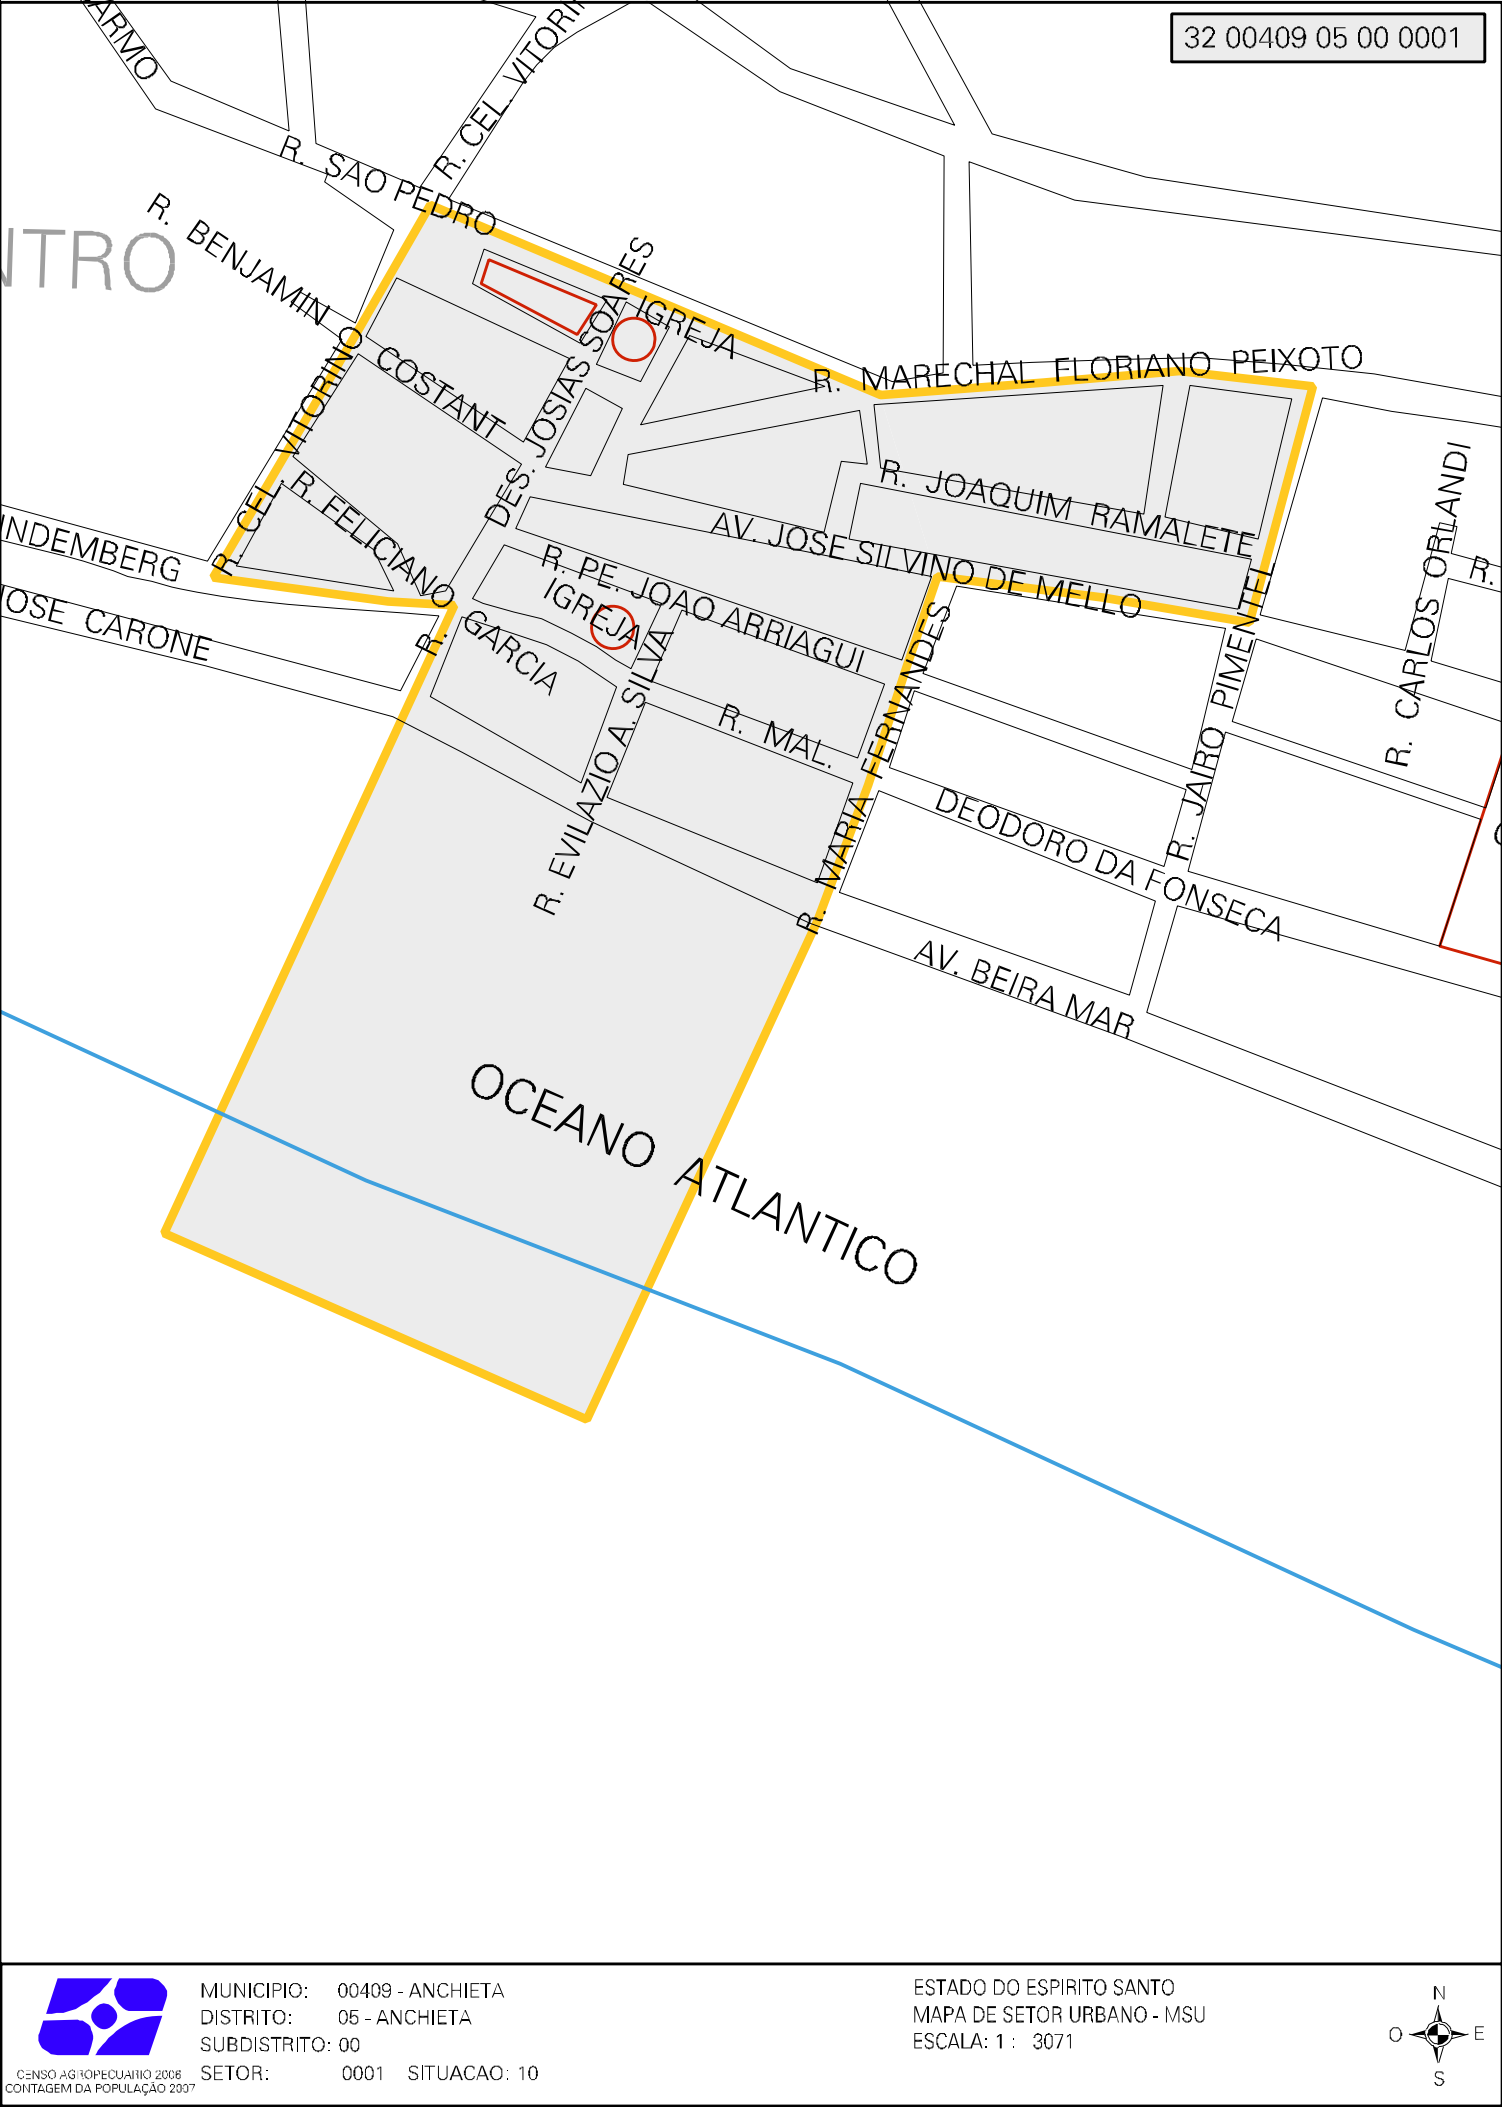 32 00409 05 00 0001
R. CEL. VITORIN
R. SAO PEDRO
R. BENJAMIN COSTANT
DES. JOSIAS SOARES
IGREJA
R. MARECHAL FLORIANO PEIXOTO
R. CEL. VITORINO
R. FELICIANO GARCIA
R. JOAQUIM RAMALETE
AV. JOSE SILVINO DE MELLO
R. PE. JOAO ARRIAGUI
IGREJA
R.
INDEMBERG
JOSE CARONE
R. EVILAZIO A. SILVA
R. MAL. DEODORO DA FONSECA
R. MARIA FERNANDES
R. JAIRO PIMENTEL
R. CARLOS ORLANDI
R.
AV. BEIRA MAR
OCEANO ATLANTICO
MUNICIPIO: 00409 - ANCHIETA
DISTRITO: 05 - ANCHIETA
SUBDISTRITO: 00
SETOR: 0001 SITUACAO: 10
CENSO AGROPECUARIO 2006
CONTAGEM DA POPULAÇÃO 2007
ESTADO DO ESPIRITO SANTO
MAPA DE SETOR URBANO - MSU
ESCALA: 1 : 3071
N
O E
S